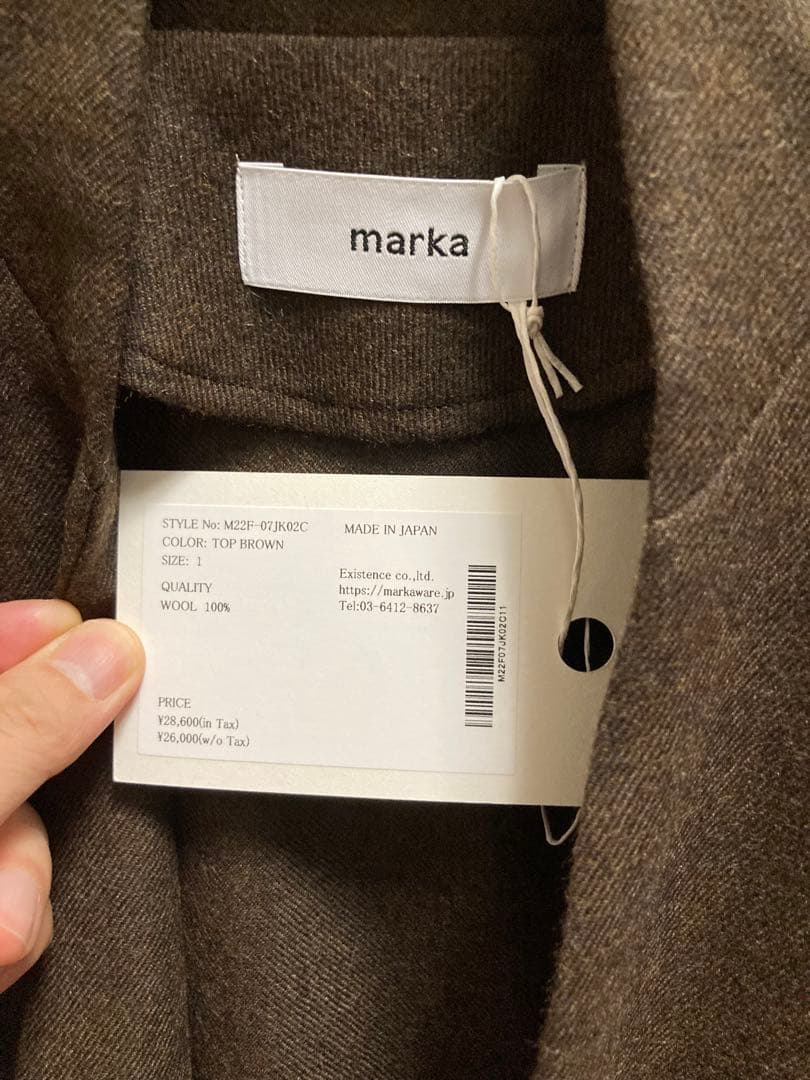 marka
STYLE No: M22F-07JK02C
COLOR: TOP BROWN
SIZE: 1
QUALITY
WOOL 100%
MADE IN JAPAN
Existence co.,ltd.
https://markaware.jp
Tel:03-6412-8637
M22F07JK02C11
PRICE
¥28,600(in Tax)
¥26,000(w/o Tax)